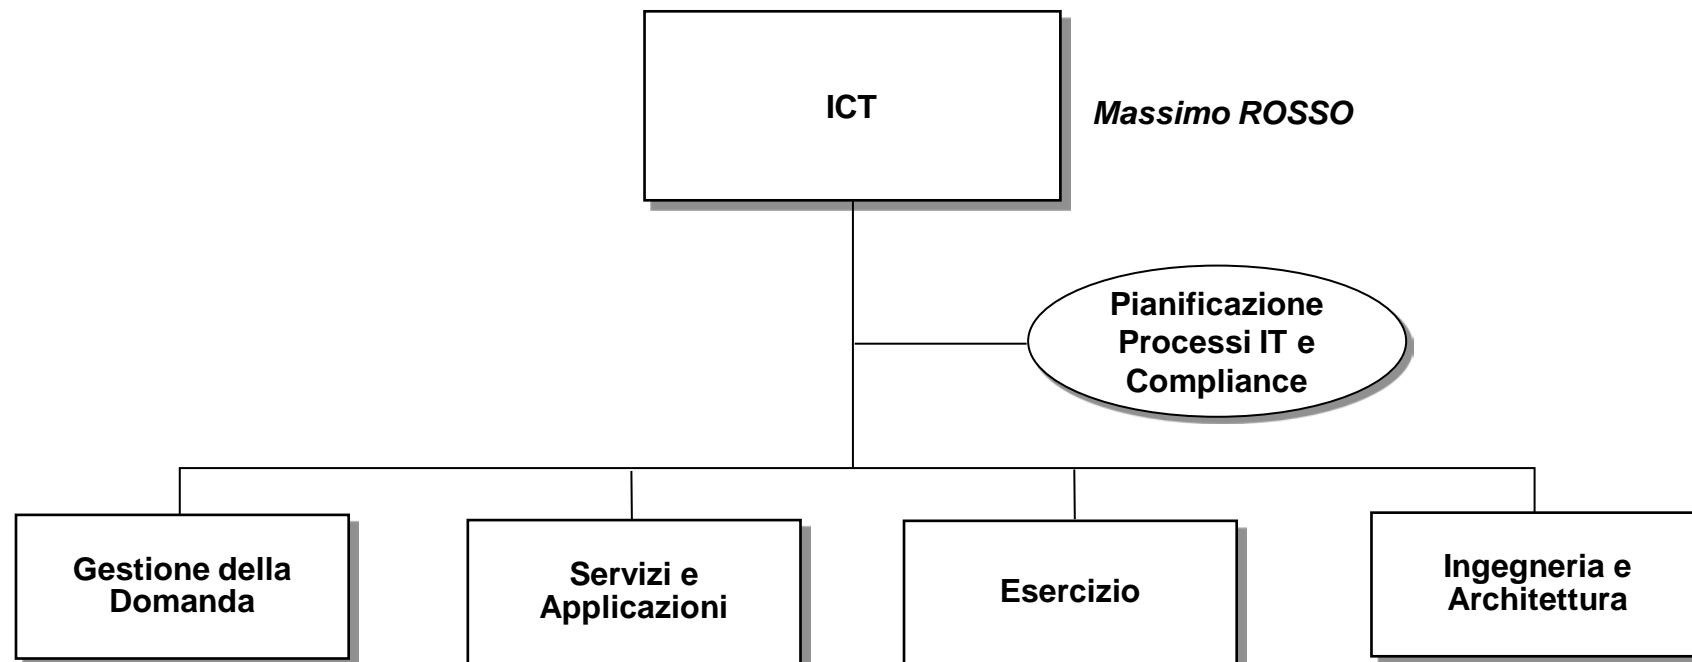 ICT
Massimo ROSSO
Pianificazione
Processi IT e
Compliance
Gestione della
Domanda
Servizi e
Applicazioni
Esercizio
Ingegneria e
Architettura